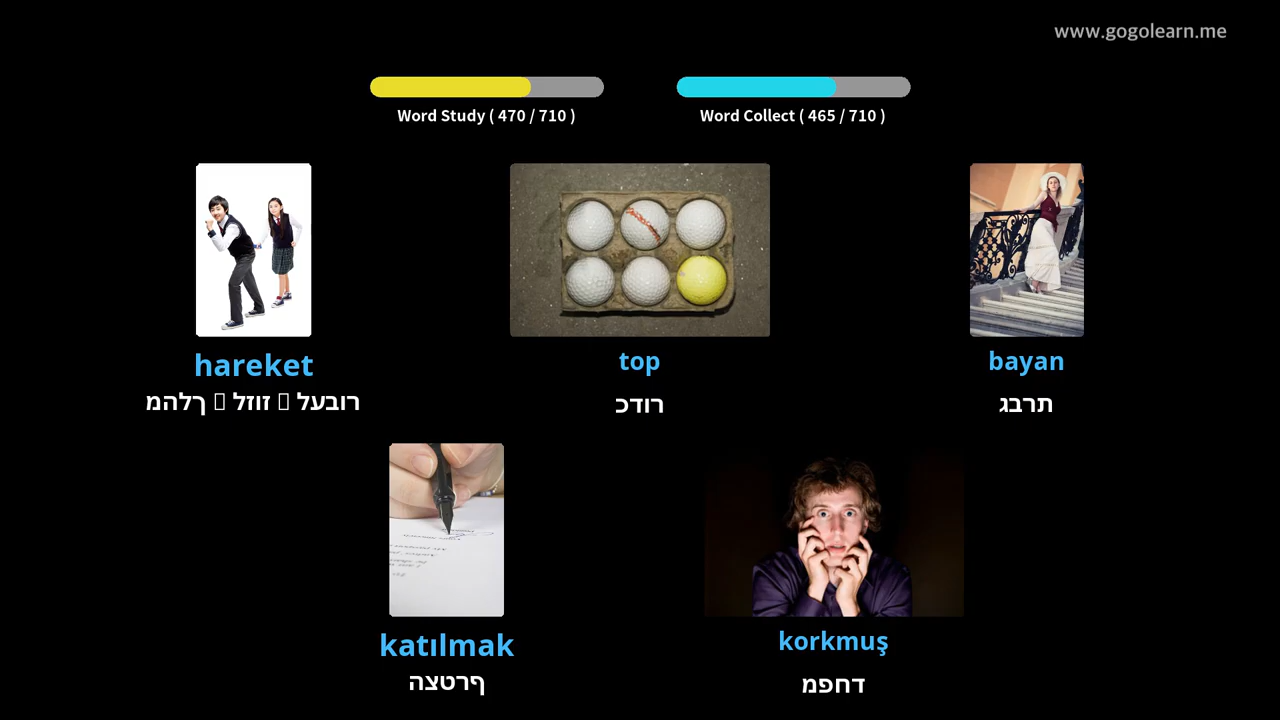 www.gogolearn.me
Word Study ( 470 / 710 )
Word Collect ( 465 / 710 )
hareket
מהלך ▯ לזוז ▯ לעבור
top
כדור
bayan
גברת
katılmak
הצטרף
korkmuş
מפחד